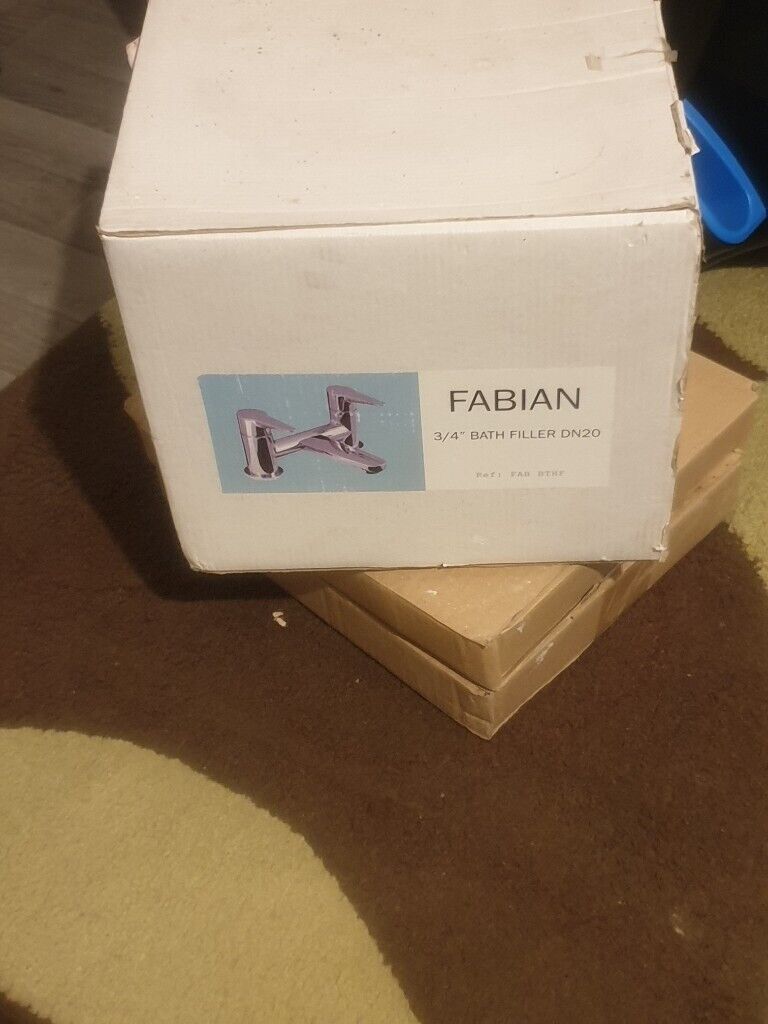 FABIAN
3/4" BATH FILLER DN20
Ref: FAB BTHF